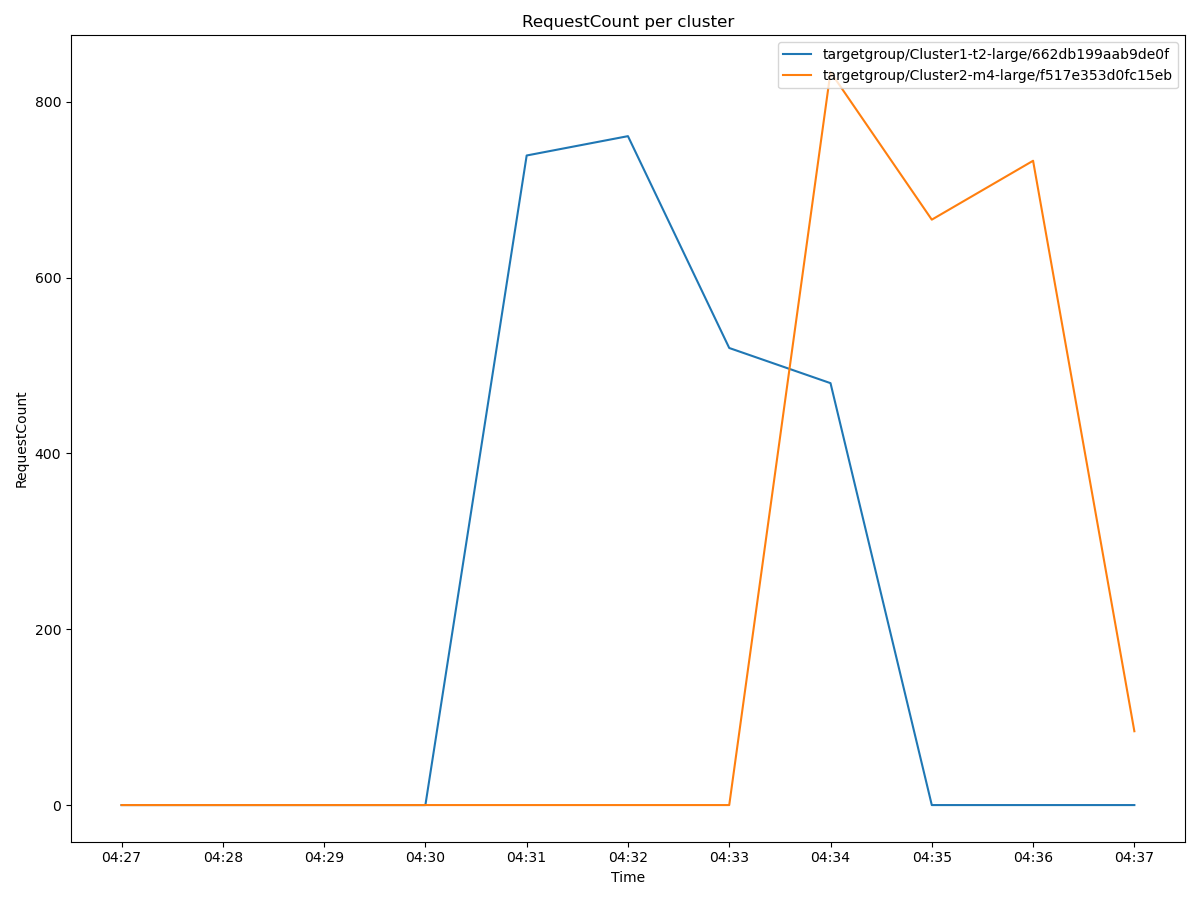 RequestCount per cluster
targetgroup/Cluster1-t2-large/662db199aab9de0f
targetgroup/Cluster2-m4-large/f517e353d0fc15eb
800
600
400
200
0
RequestCount
04:27 04:28 04:29 04:30 04:31 04:32 04:33 04:34 04:35 04:36 04:37
Time